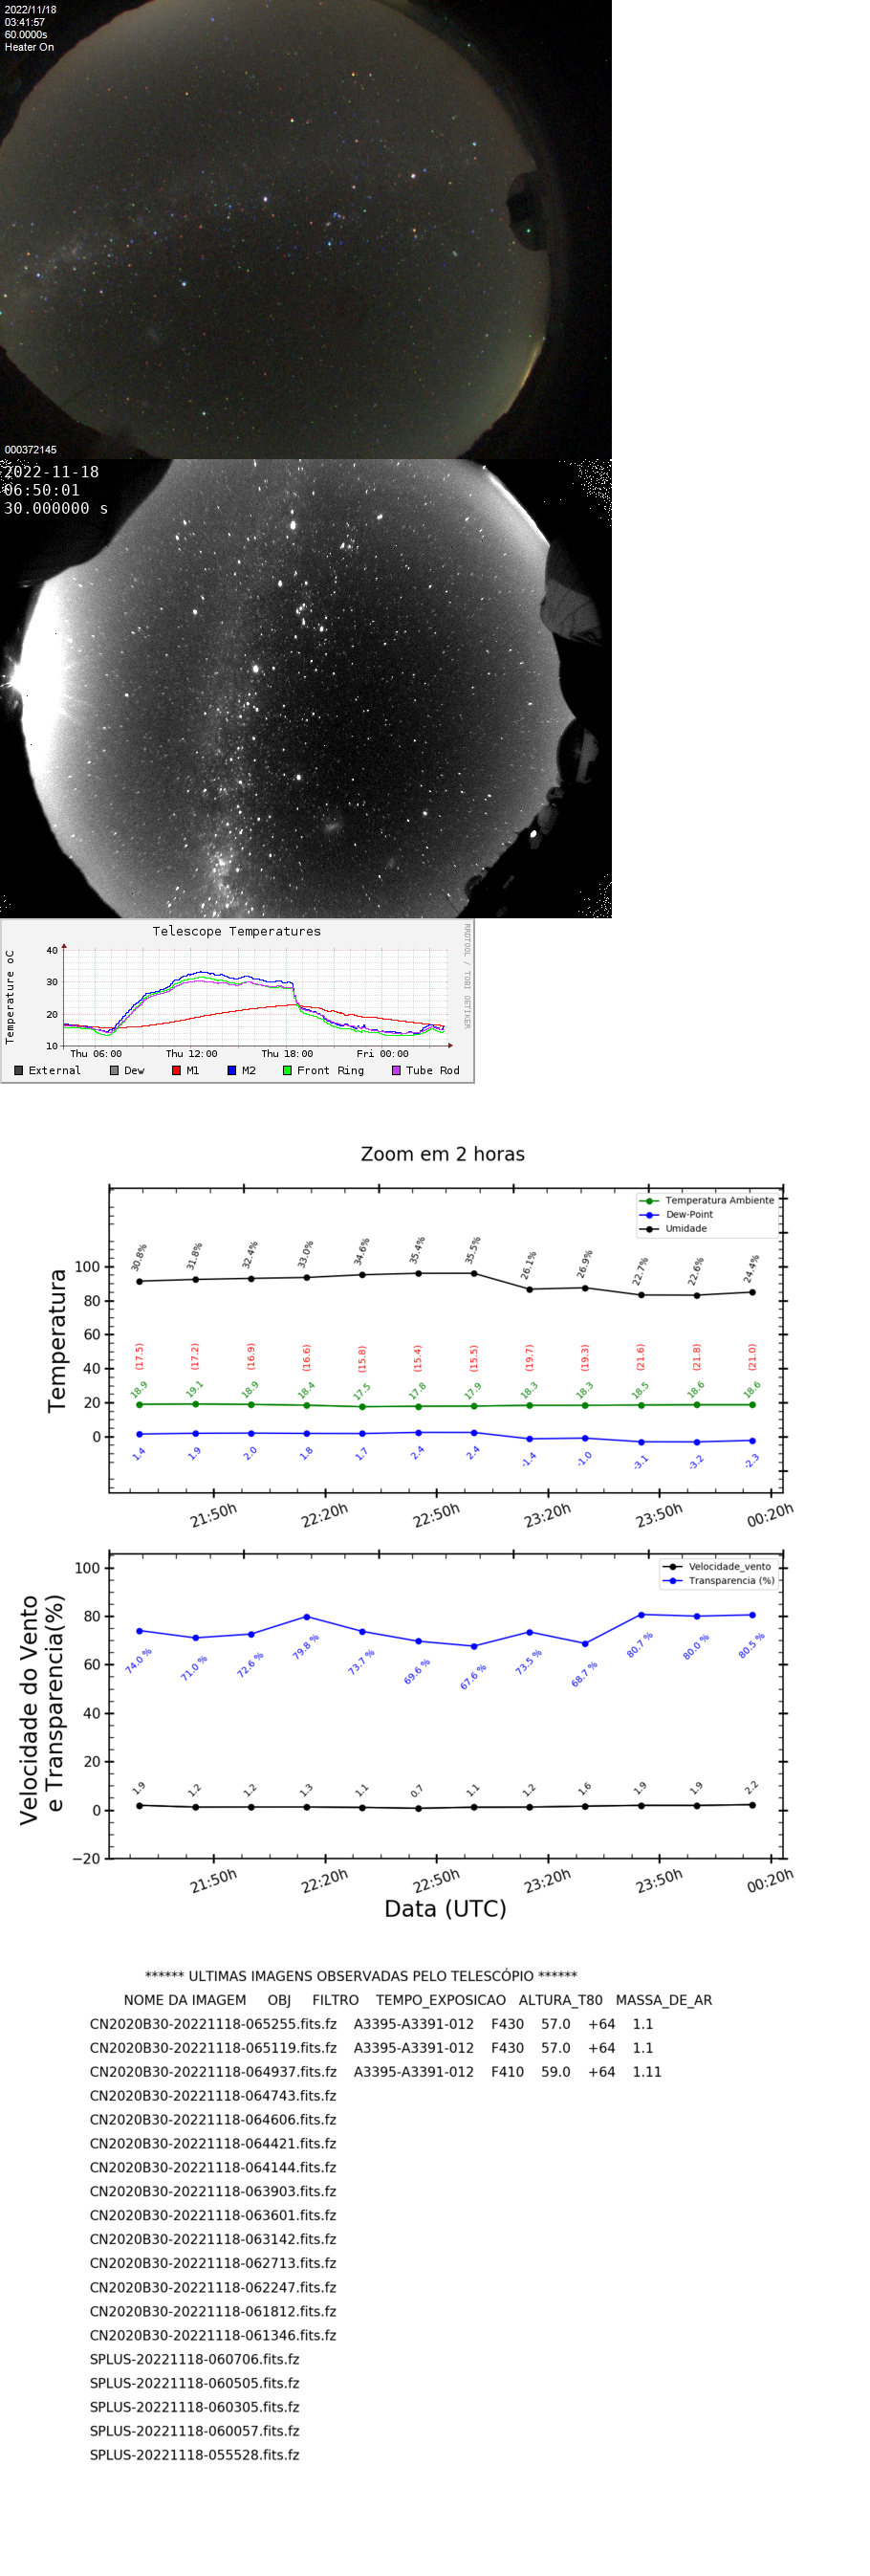 2022/11/18
03:41:57
60.0000s
Heater On
000372145
2022-11-18
06:50:01
30.000000 s
Telescope Temperatures
RRDTOOL / TOBI OETIKER
Temperature oC
40
30
20
10
Thu 06:00 Thu 12:00 Thu 18:00 Fri 00:00
External Dew M1 M2 Front Ring Tube Rod
Zoom em 2 horas
Temperatura Ambiente
Dew-Point
Umidade
Temperatura
100
80
60
40
20
0
30.8% 31.8% 32.4% 33.0% 34.6% 35.4% 35.5% 26.1% 26.9% 22.7% 22.6% 24.4%
(17.5) (17.2) (16.9) (16.6) (15.8) (15.4) (15.5) (19.7) (19.3) (21.6) (21.8) (21.0)
18.9 19.1 18.9 18.4 17.5 17.8 17.9 18.3 18.3 18.5 18.6 18.6
1.4 1.9 2.0 1.8 1.7 2.4 2.4 -1.4 -1.0 -3.1 -3.2 -2.3
21:50h 22:20h 22:50h 23:20h 23:50h 00:20h
Velocidade_vento
Transparencia (%)
Velocidade do Vento
e Transparencia(%)
100
80
60
40
20
0
−20
74.0 % 71.0 % 72.6 % 79.8 % 73.7 % 69.6 % 67.6 % 73.5 % 68.7 % 80.7 % 80.0 % 80.5 %
1.9 1.2 1.2 1.3 1.1 0.7 1.1 1.2 1.6 1.9 1.9 2.2
21:50h 22:20h 22:50h 23:20h 23:50h 00:20h
Data (UTC)
****** ULTIMAS IMAGENS OBSERVADAS PELO TELESCÓPIO ******
NOME DA IMAGEM OBJ FILTRO TEMPO_EXPOSICAO ALTURA_T80 MASSA_DE_AR
CN2020B30-20221118-065255.fits.fz A3395-A3391-012 F430 57.0 +64 1.1
CN2020B30-20221118-065119.fits.fz A3395-A3391-012 F430 57.0 +64 1.1
CN2020B30-20221118-064937.fits.fz A3395-A3391-012 F410 59.0 +64 1.11
CN2020B30-20221118-064743.fits.fz
CN2020B30-20221118-064606.fits.fz
CN2020B30-20221118-064421.fits.fz
CN2020B30-20221118-064144.fits.fz
CN2020B30-20221118-063903.fits.fz
CN2020B30-20221118-063601.fits.fz
CN2020B30-20221118-063142.fits.fz
CN2020B30-20221118-062713.fits.fz
CN2020B30-20221118-062247.fits.fz
CN2020B30-20221118-061812.fits.fz
CN2020B30-20221118-061346.fits.fz
SPLUS-20221118-060706.fits.fz
SPLUS-20221118-060505.fits.fz
SPLUS-20221118-060305.fits.fz
SPLUS-20221118-060057.fits.fz
SPLUS-20221118-055528.fits.fz